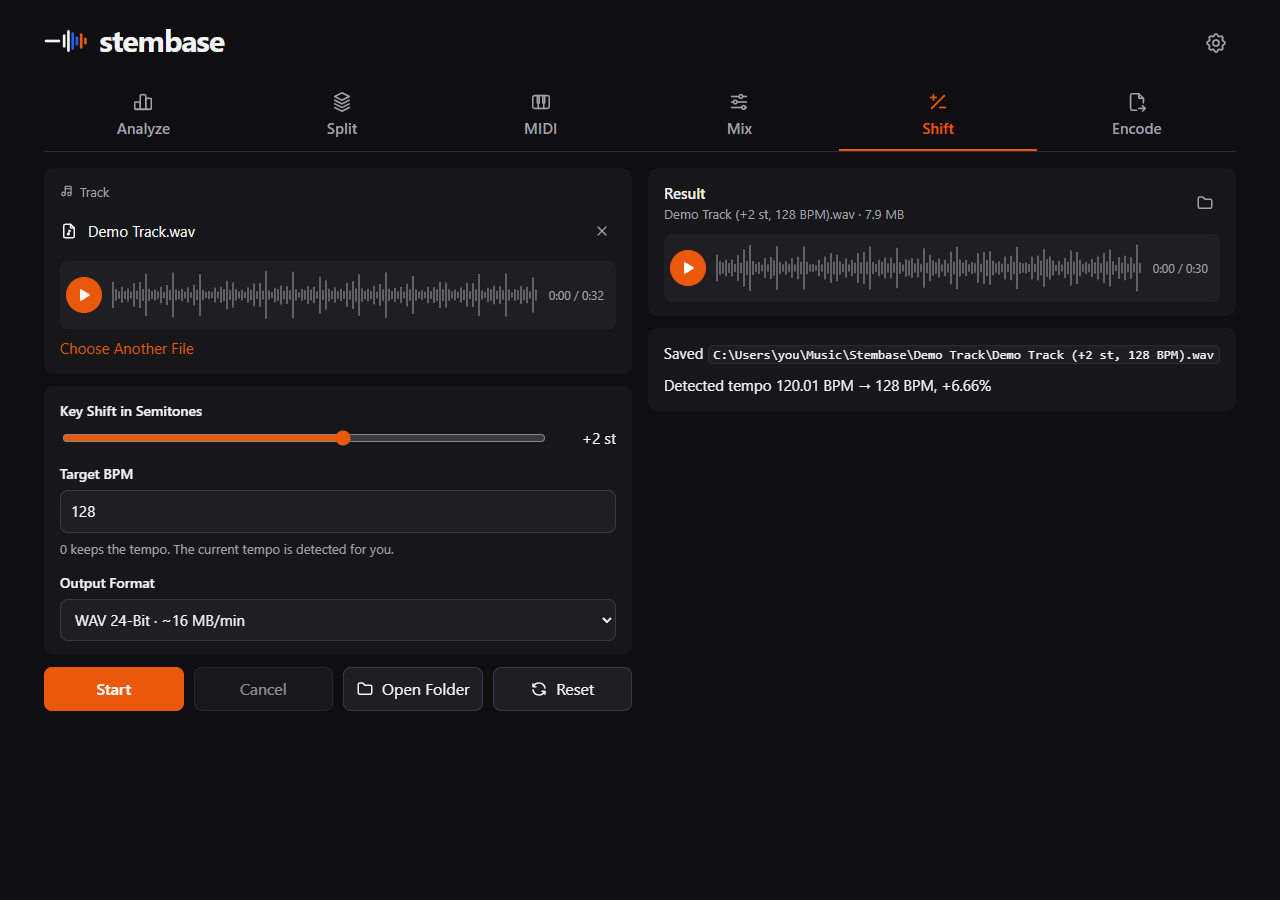 stembase
Analyze
Split
MIDI
Mix
Shift
Encode
Track
Demo Track.wav
0:00 / 0:32
Choose Another File
Key Shift in Semitones
+2 st
Target BPM
128
0 keeps the tempo. The current tempo is detected for you.
Output Format
WAV 24-Bit · ~16 MB/min
Start
Cancel
Open Folder
Reset
Result
Demo Track (+2 st, 128 BPM).wav · 7.9 MB
0:00 / 0:30
Saved C:\Users\you\Music\Stembase\Demo Track\Demo Track (+2 st, 128 BPM).wav
Detected tempo 120.01 BPM → 128 BPM, +6.66%